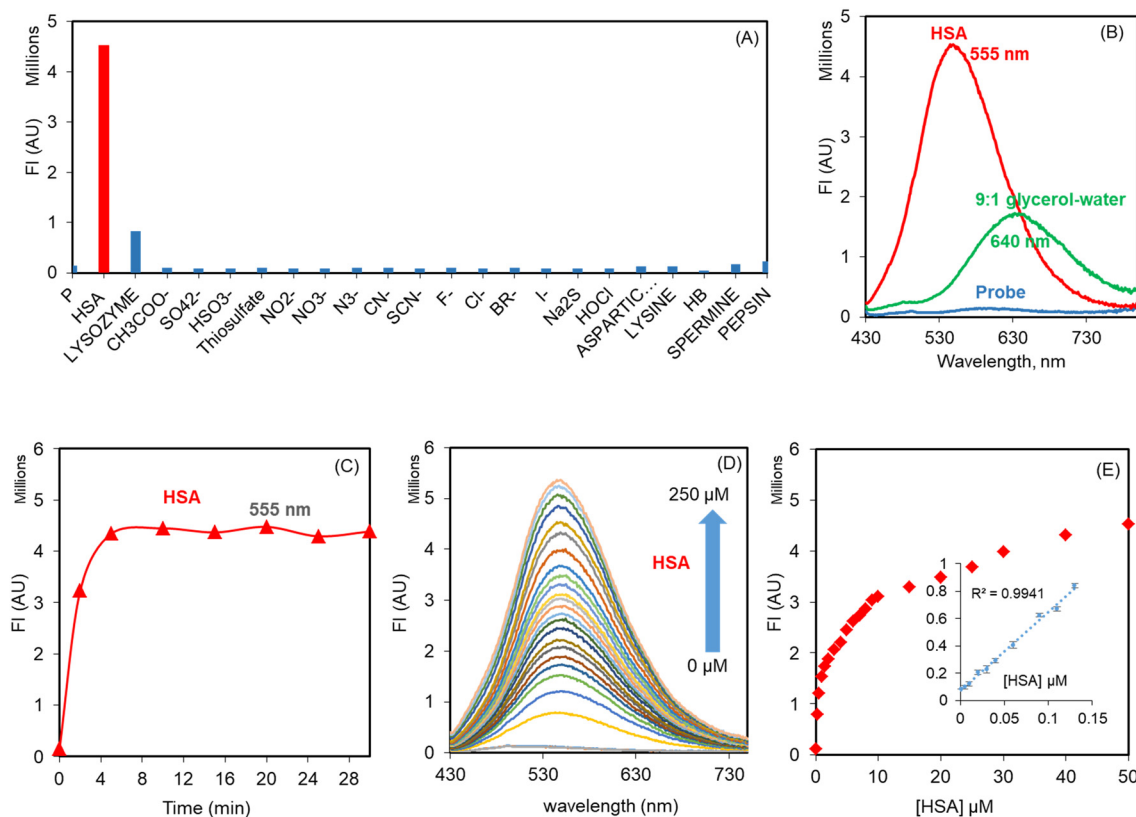 (A)
Millions
FI (AU)
5
4
3
2
1
0
P
HSA
LYSOZYME
CH3COO-
SO42-
HSO3-
Thiosulfate
NO2-
NO3-
N3-
CN-
SCN-
F-
Cl-
BR-
I-
Na2S
HOCl
ASPARTIC...
LYSINE
HB
SPERMINE
PEPSIN
(B)
Millions
FI (AU)
5
4
3
2
1
0
HSA
555 nm
9:1 glycerol-water
640 nm
Probe
430 530 630 730
Wavelength, nm
(C)
Millions
FI (AU)
6
5
4
3
2
1
0
HSA
555 nm
0 4 8 12 16 20 24 28
Time (min)
(D)
Millions
FI (AU)
6
5
4
3
2
1
0
250 µM
HSA
0 µM
430 530 630 730
wavelength (nm)
(E)
Millions
FI (AU)
6
5
4
3
2
1
0
1
0.8
0.6
0.4
0.2
0
R² = 0.9941
[HSA] µM
0 0.05 0.1 0.15
0 10 20 30 40 50
[HSA] µM